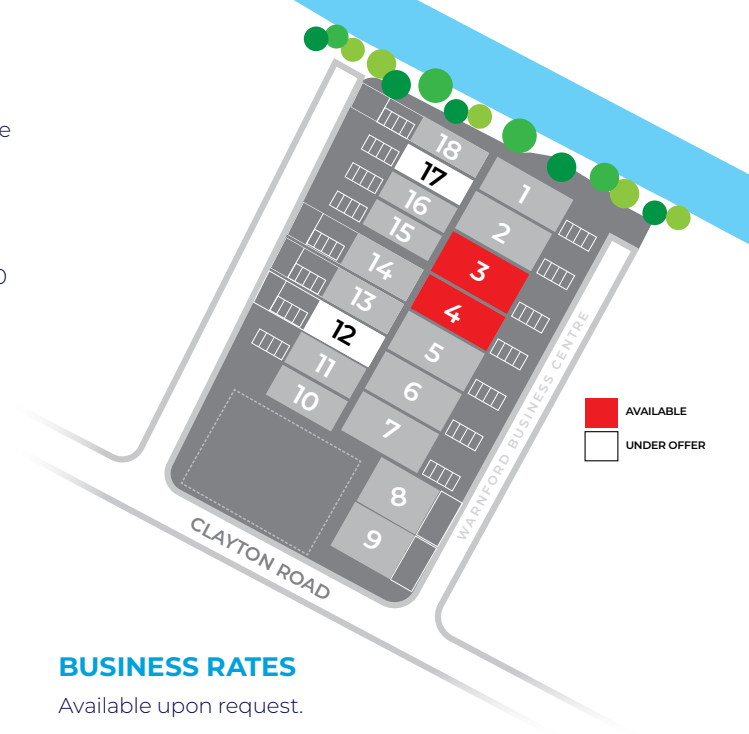 e
0
18
17
16
15
14
13
12
11
10
1
2
3
4
5
6
7
8
9
WARNFORD BUSINESS CENTRE
AVAILABLE
UNDER OFFER
CLAYTON ROAD
BUSINESS RATES
Available upon request.